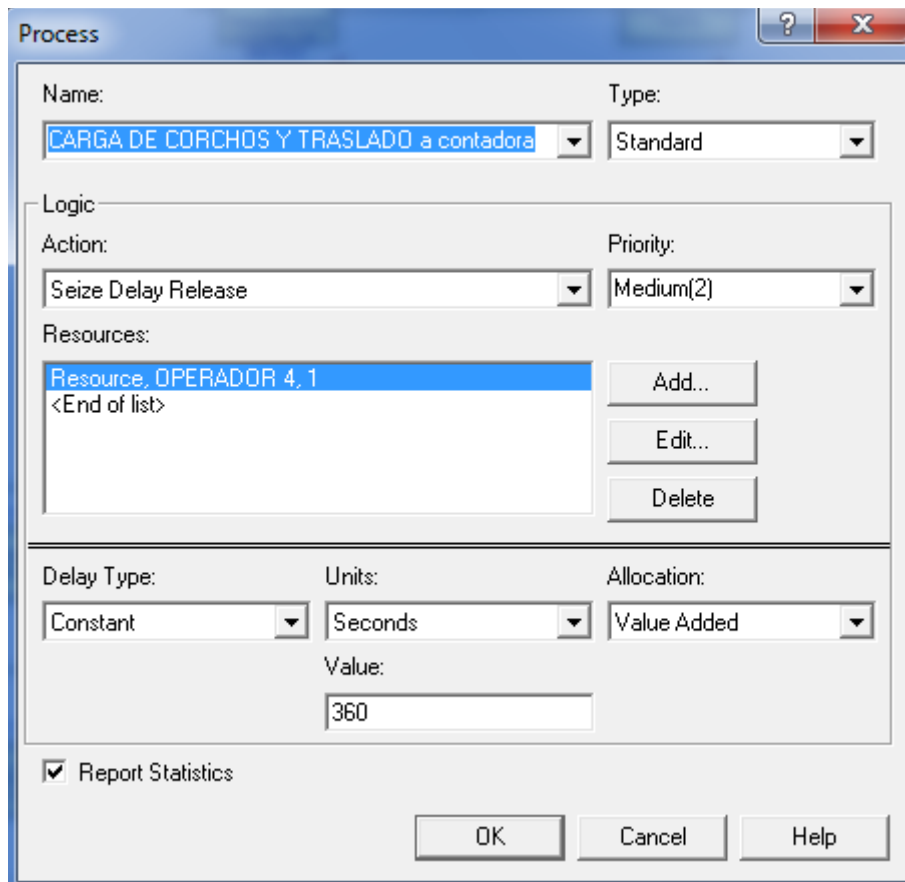 Process
Name:
Type:
CARGA DE CORCHOS Y TRASLADO a contadora
Standard
Logic
Action:
Priority:
Seize Delay Release
Medium(2)
Resources:
Resource, OPERADOR 4, 1
<End of list>
Add...
Edit...
Delete
Delay Type:
Units:
Allocation:
Constant
Seconds
Value Added
Value:
360
Report Statistics
OK
Cancel
Help